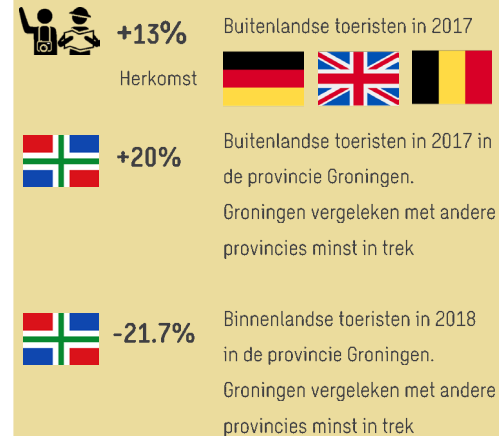 +13%
Buitenlandse toeristen in 2017
Herkomst
+20%
Buitenlandse toeristen in 2017 in
de provincie Groningen.
Groningen vergeleken met andere
provincies minst in trek
-21.7%
Binnenlandse toeristen in 2018
in de provincie Groningen.
Groningen vergeleken met andere
provincies minst in trek